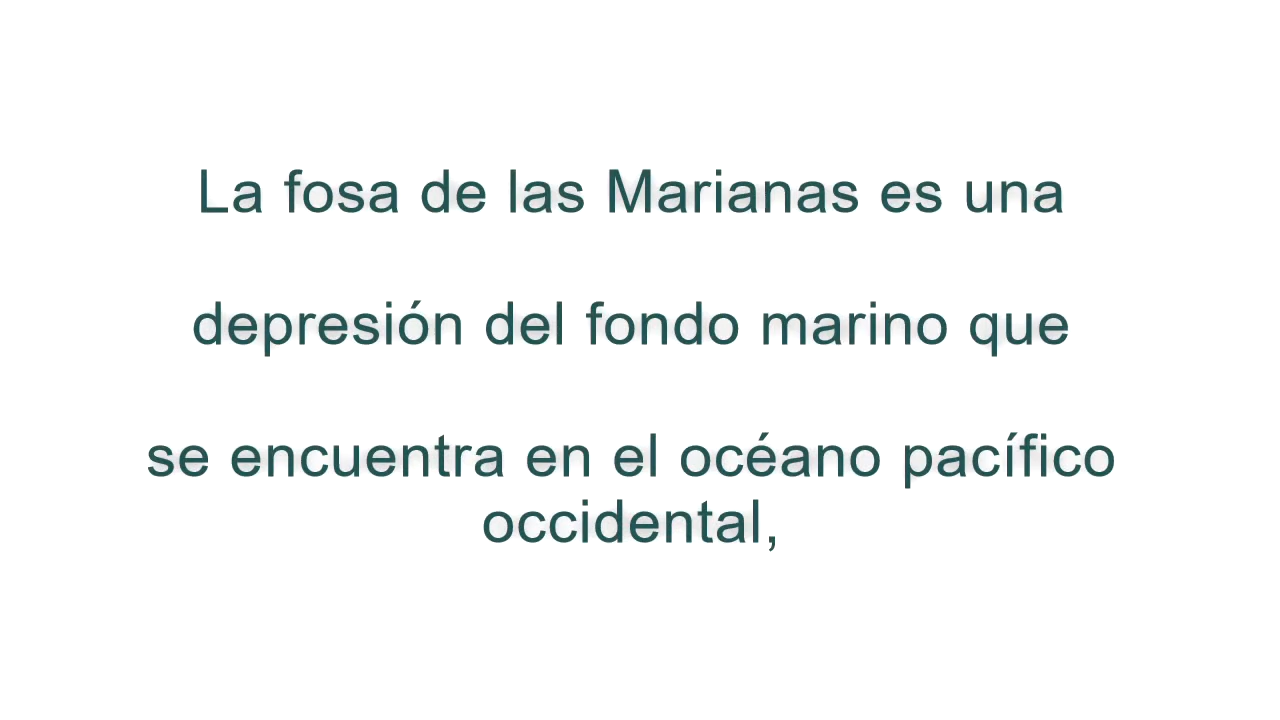 La fosa de las Marianas es una
depresión del fondo marino que
se encuentra en el océano pacífico
occidental,